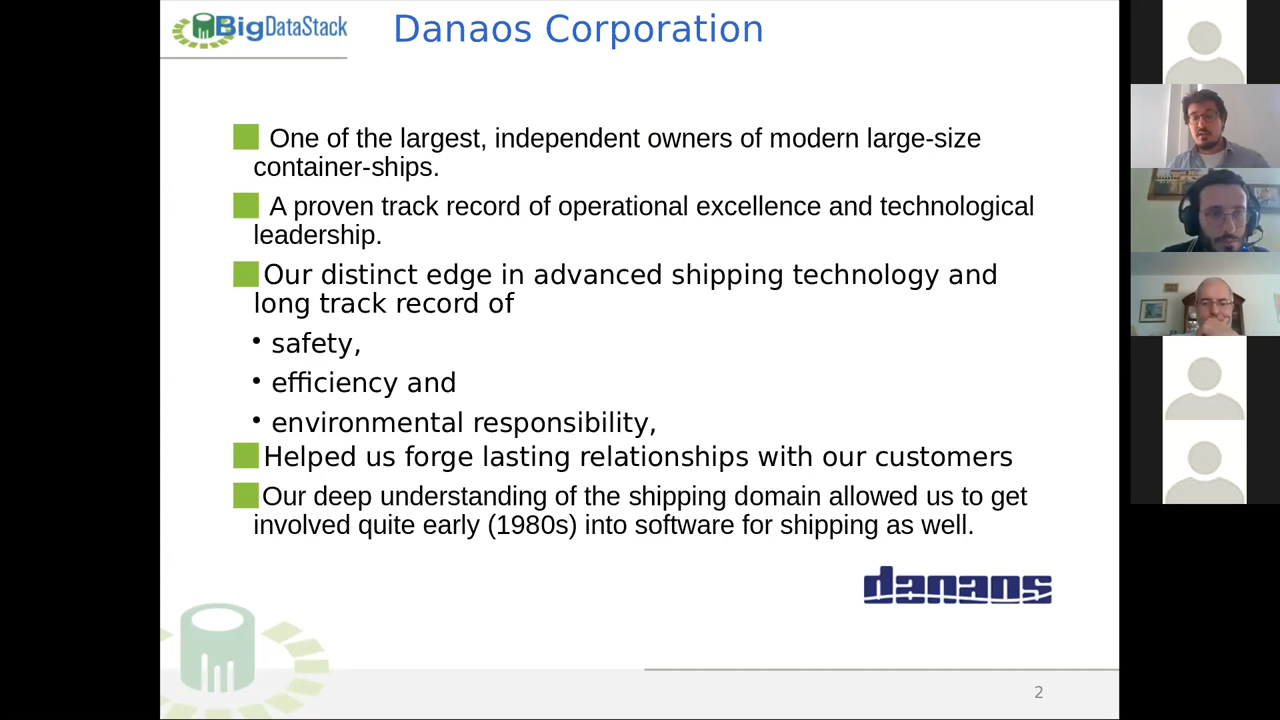 BigDataStack
Danaos Corporation
One of the largest, independent owners of modern large-size
container-ships.
A proven track record of operational excellence and technological
leadership.
Our distinct edge in advanced shipping technology and
long track record of
• safety,
• efficiency and
• environmental responsibility,
Helped us forge lasting relationships with our customers
Our deep understanding of the shipping domain allowed us to get
involved quite early (1980s) into software for shipping as well.
danaos
2